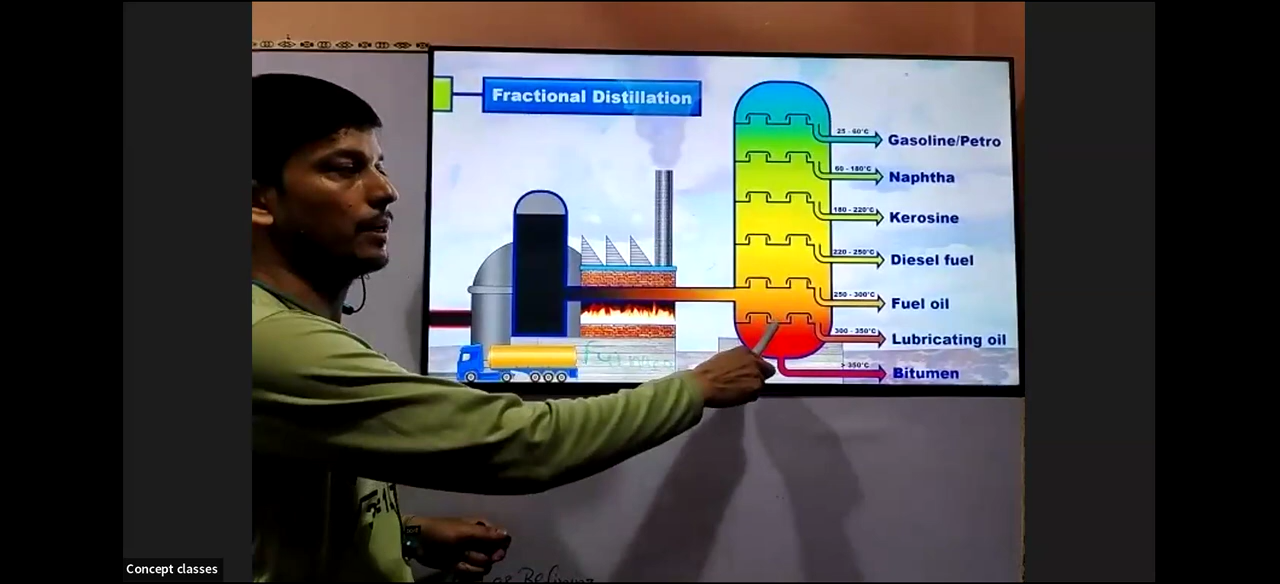 Fractional Distillation
25 - 60°C
Gasoline/Petro
60 - 180°C
Naphtha
180 - 220°C
Kerosine
220 - 250°C
Diesel fuel
250 - 300°C
Fuel oil
300 - 350°C
Lubricating oil
> 350°C
Bitumen
furnace
Concept classes